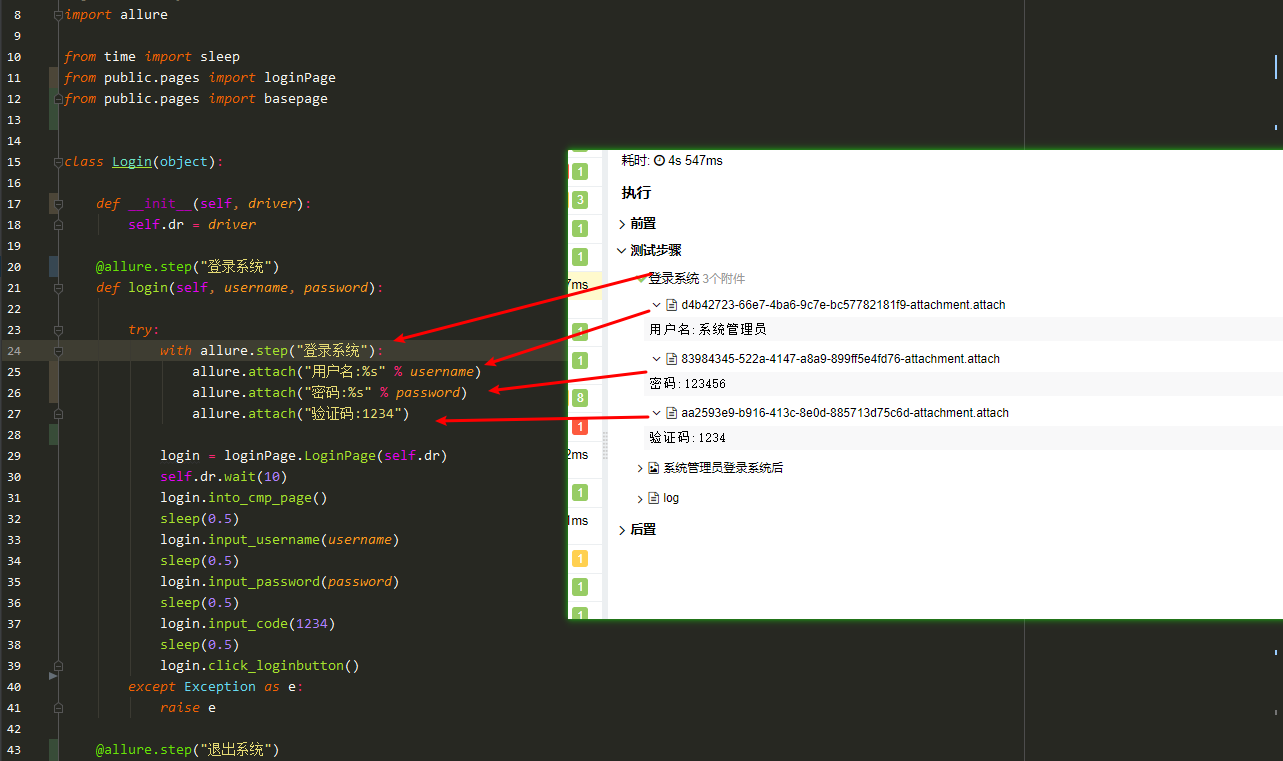 8 import allure
9
10 from time import sleep
11 from public.pages import loginPage
12 from public.pages import basepage
13
14
15 class Login(object):
16
17 def __init__(self, driver):
18 self.dr = driver
19
20 @allure.step("登录系统")
21 def login(self, username, password):
22
23 try:
24 with allure.step("登录系统"):
25 allure.attach("用户名:%s" % username)
26 allure.attach("密码:%s" % password)
27 allure.attach("验证码:1234")
28
29 login = loginPage.LoginPage(self.dr)
30 self.dr.wait(10)
31 login.into_cmp_page()
32 sleep(0.5)
33 login.input_username(username)
34 sleep(0.5)
35 login.input_password(password)
36 sleep(0.5)
37 login.input_code(1234)
38 sleep(0.5)
39 login.click_loginbutton()
40 except Exception as e:
41 raise e
42
43 @allure.step("退出系统")
1
3
1
1
7ms
1
1
8
1
2ms
1
1ms
1
1
1
耗时: 4s 547ms
执行
前置
测试步骤
登录系统 3个附件
d4b42723-66e7-4ba6-9c7e-bc57782181f9-attachment.attach
用户名:系统管理员
83984345-522a-4147-a8a9-899ff5e4fd76-attachment.attach
密码:123456
aa2593e9-b916-413c-8e0d-885713d75c6d-attachment.attach
验证码:1234
系统管理员登录系统后
log
后置